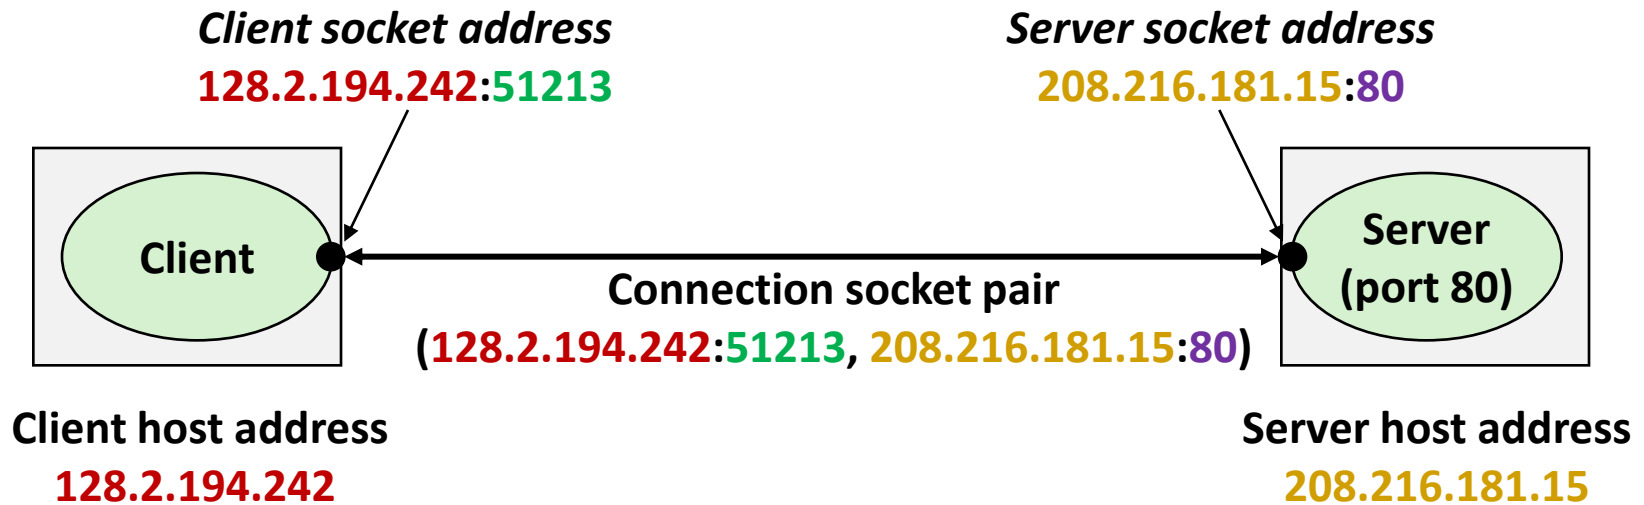 Client socket address
128.2.194.242:51213
Server socket address
208.216.181.15:80
Client
Server
(port 80)
Connection socket pair
(128.2.194.242:51213, 208.216.181.15:80)
Client host address
128.2.194.242
Server host address
208.216.181.15